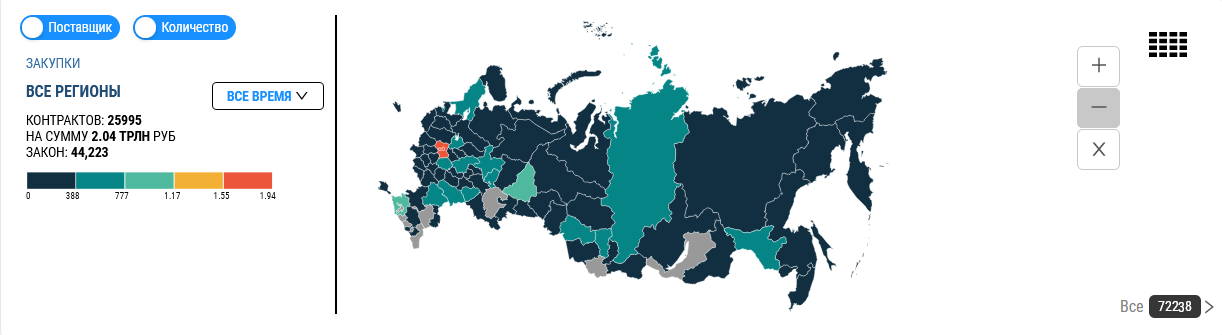 Поставщик Количество
ЗАКУПКИ
ВСЕ РЕГИОНЫ
ВСЕ ВРЕМЯ
КОНТРАКТОВ: 25995
НА СУММУ 2.04 ТРЛН РУБ
ЗАКОН: 44,223
0 388 777 1.17 1.55 1.94
Все 72238